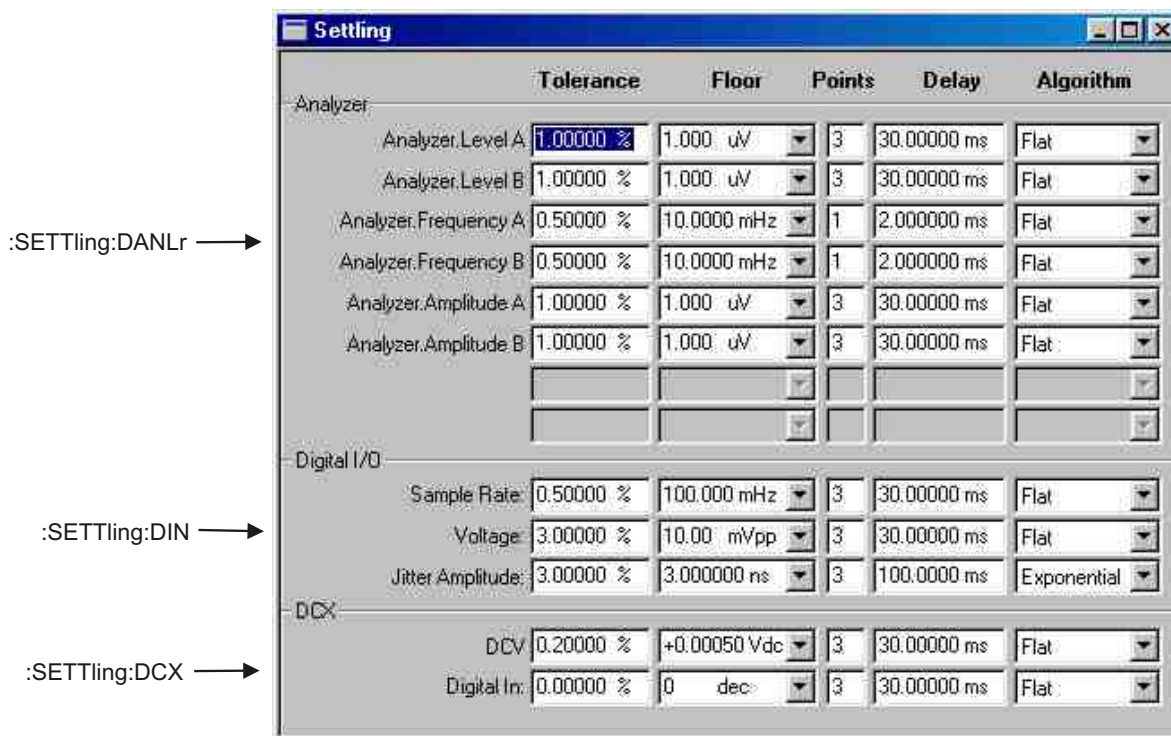 Settling
Tolerance Floor Points Delay Algorithm
Analyzer
Analyzer.Level A 1.00000 % 1.000 uV 3 30.00000 ms Flat
Analyzer.Level B 1.00000 % 1.000 uV 3 30.00000 ms Flat
Analyzer.Frequency A 0.50000 % 10.0000 mHz 1 2.000000 ms Flat
:SETTling:DANLr
Analyzer.Frequency B 0.50000 % 10.0000 mHz 1 2.000000 ms Flat
Analyzer.Amplitude A 1.00000 % 1.000 uV 3 30.00000 ms Flat
Analyzer.Amplitude B 1.00000 % 1.000 uV 3 30.00000 ms Flat
Digital I/O
Sample Rate: 0.50000 % 100.000 mHz 3 30.00000 ms Flat
:SETTling:DIN
Voltage: 3.00000 % 10.00 mVpp 3 30.00000 ms Flat
Jitter Amplitude: 3.00000 % 3.000000 ns 3 100.0000 ms Exponential
DCX
DCV 0.20000 % +0.00050 Vdc 3 30.00000 ms Flat
:SETTling:DCX
Digital In: 0.00000 % 0 dec 3 30.00000 ms Flat